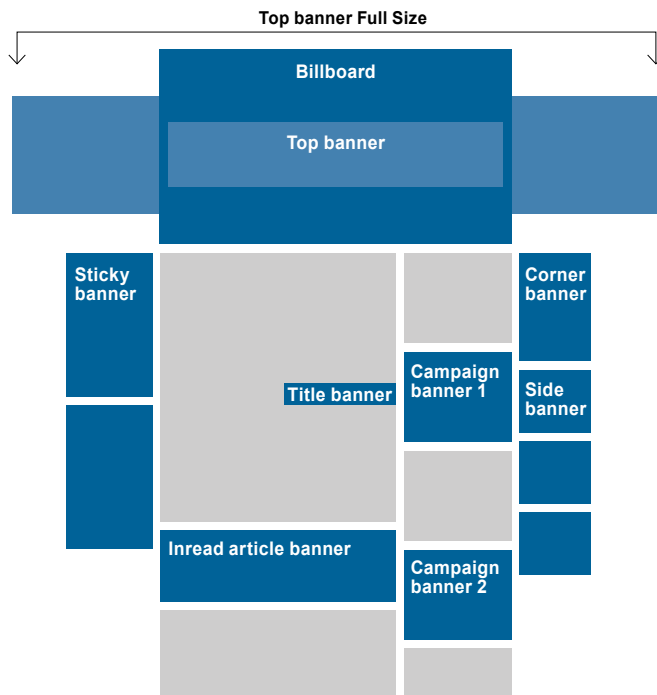 Top banner Full Size
Billboard
Top banner
Sticky
banner
Corner
banner
Campaign
banner 1
Title banner
Side
banner
Inread article banner
Campaign
banner 2